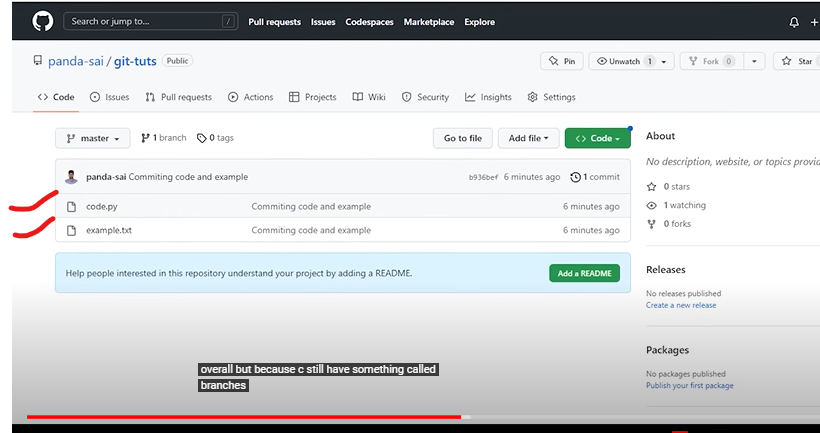 Search or jump to... / Pull requests Issues Codespaces Marketplace Explore +
panda-sai / git-tuts Public Pin Unwatch 1 Fork 0 Star
<> Code Issues Pull requests Actions Projects Wiki Security Insights Settings
master 1 branch 0 tags Go to file Add file <> Code
About
panda-sai Commiting code and example b936bef 6 minutes ago 1 commit
No description, website, or topics provid
code.py Commiting code and example 6 minutes ago
example.txt Commiting code and example 6 minutes ago
0 stars
1 watching
0 forks
Help people interested in this repository understand your project by adding a README. Add a README
Releases
No releases published
Create a new release
Packages
No packages published
Publish your first package
overall but because c still have something called
branches